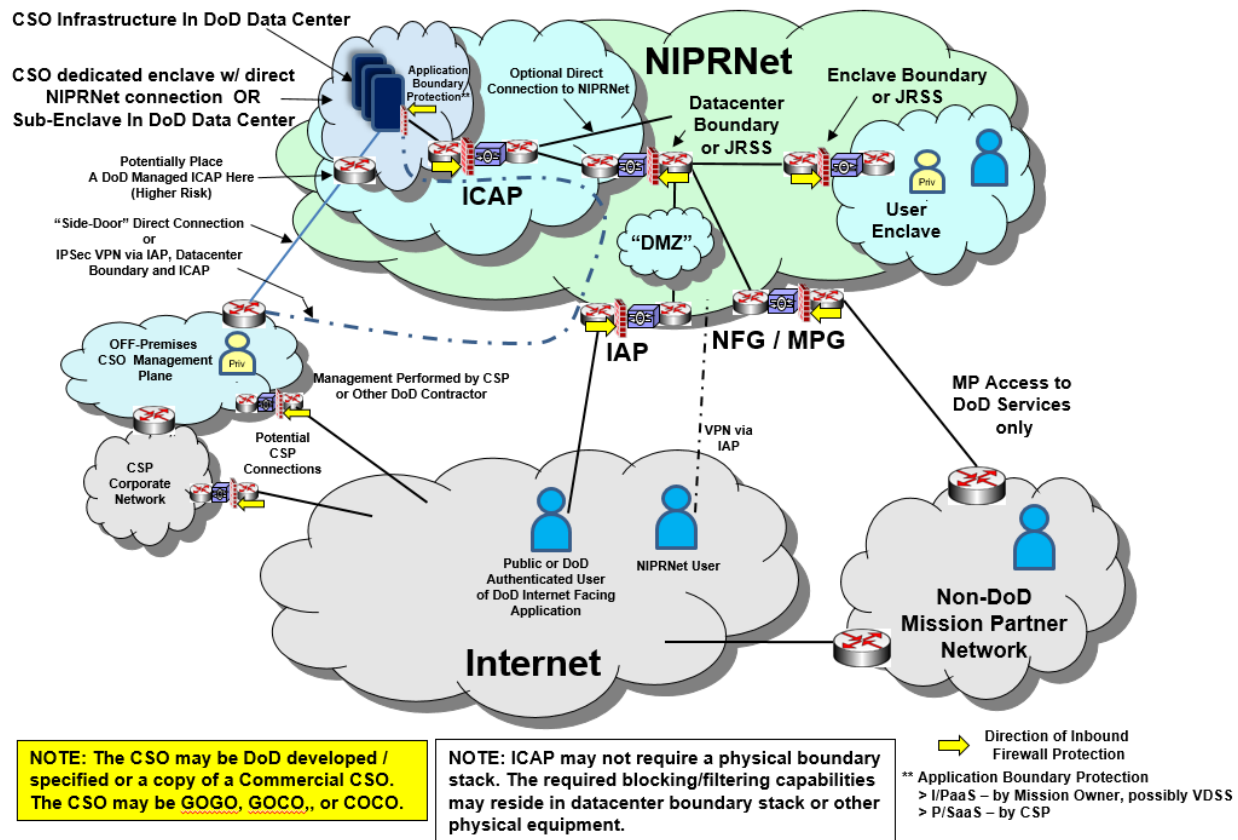 CSO Infrastructure In DoD Data Center
CSO dedicated enclave w/ direct
NIPRNet connection OR
Sub-Enclave In DoD Data Center
Application
Boundary
Protection**
Optional Direct
Connection to NIPRNet
NIPRNet
Datacenter
Boundary
or JRSS
Enclave Boundary
or JRSS
Potentially Place
A DoD Managed ICAP Here
(Higher Risk)
ICAP
Priv
User
Enclave
“Side-Door” Direct Connection
or
IPSec VPN via IAP, Datacenter
Boundary and ICAP
“DMZ”
IAP
NFG / MPG
OFF-Premises
CSO Management
Plane
Priv
Management Performed by CSP
or Other DoD Contractor
MP Access to
DoD Services
only
VPN via
IAP
Potential
CSP
Connections
CSP
Corporate
Network
Public or DoD
Authenticated User
of DoD Internet Facing
Application
NIPRNet User
Internet
Non-DoD
Mission Partner
Network
NOTE: The CSO may be DoD developed /
specified or a copy of a Commercial CSO.
The CSO may be GOGO, GOCO,, or COCO.
NOTE: ICAP may not require a physical boundary
stack. The required blocking/filtering capabilities
may reside in datacenter boundary stack or other
physical equipment.
Direction of Inbound
Firewall Protection
** Application Boundary Protection
> I/PaaS – by Mission Owner, possibly VDSS
> P/SaaS – by CSP